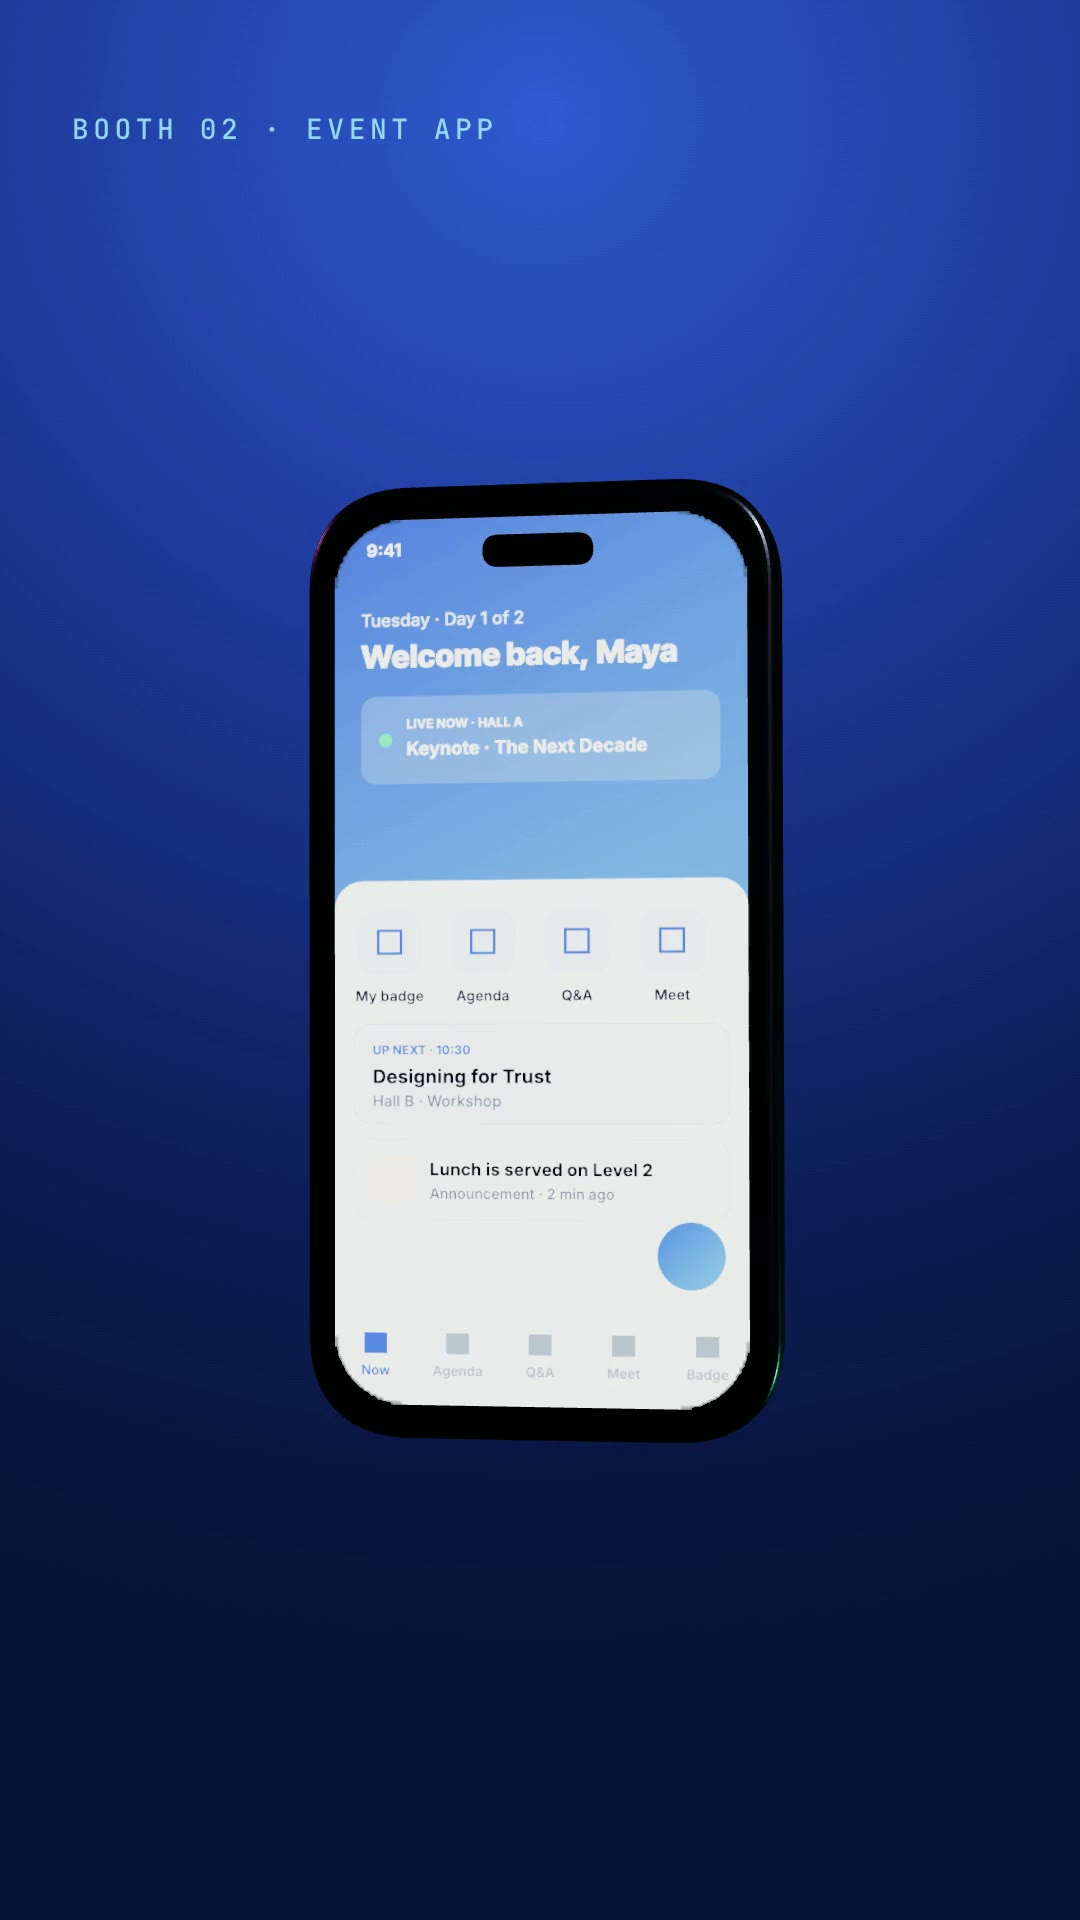 BOOTH 02 · EVENT APP
9:41
Tuesday · Day 1 of 2
Welcome back, Maya
LIVE NOW · HALL A
Keynote · The Next Decade
My badge Agenda Q&A Meet
UP NEXT · 10:30
Designing for Trust
Hall B · Workshop
Lunch is served on Level 2
Announcement · 2 min ago
Now Agenda Q&A Meet Badge